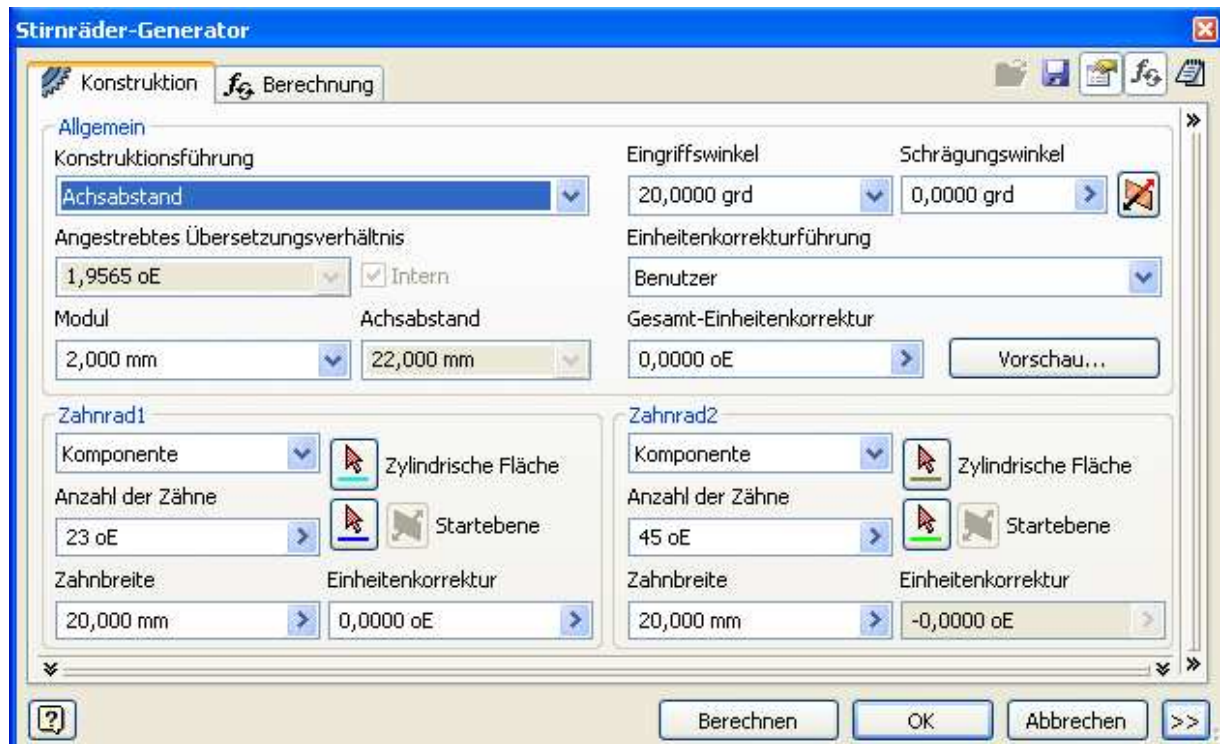 Stirnräder-Generator
Konstruktion
Berechnung
Allgemein
Konstruktionsführung
Achsabstand
Eingriffswinkel
20,0000 grd
Schrägungswinkel
0,0000 grd
Angestrebtes Übersetzungsverhältnis
1,9565 oE
Intern
Einheitenkorrekturführung
Benutzer
Modul
2,000 mm
Achsabstand
22,000 mm
Gesamt-Einheitenkorrektur
0,0000 oE
Vorschau...
Zahnrad1
Komponente
Zylindrische Fläche
Anzahl der Zähne
23 oE
Startebene
Zahnbreite
20,000 mm
Einheitenkorrektur
0,0000 oE
Zahnrad2
Komponente
Zylindrische Fläche
Anzahl der Zähne
45 oE
Startebene
Zahnbreite
20,000 mm
Einheitenkorrektur
-0,0000 oE
Berechnen
OK
Abbrechen
>>